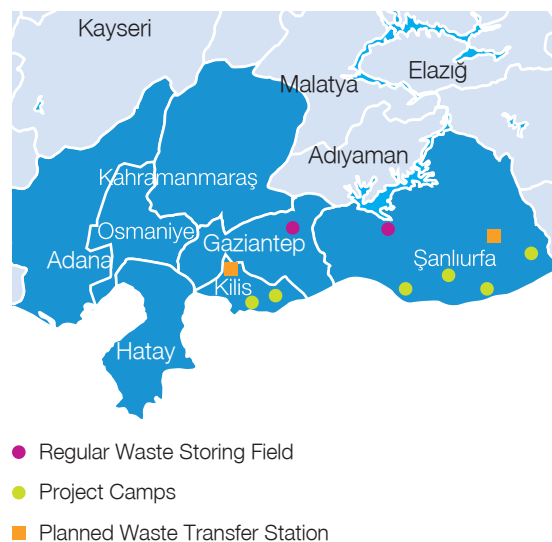 Kayseri
Elazığ
Malatya
Adıyaman
Kahramanmaraş
Osmaniye
Gaziantep
Adana
Şanlıurfa
Kilis
Hatay
Regular Waste Storing Field
Project Camps
Planned Waste Transfer Station